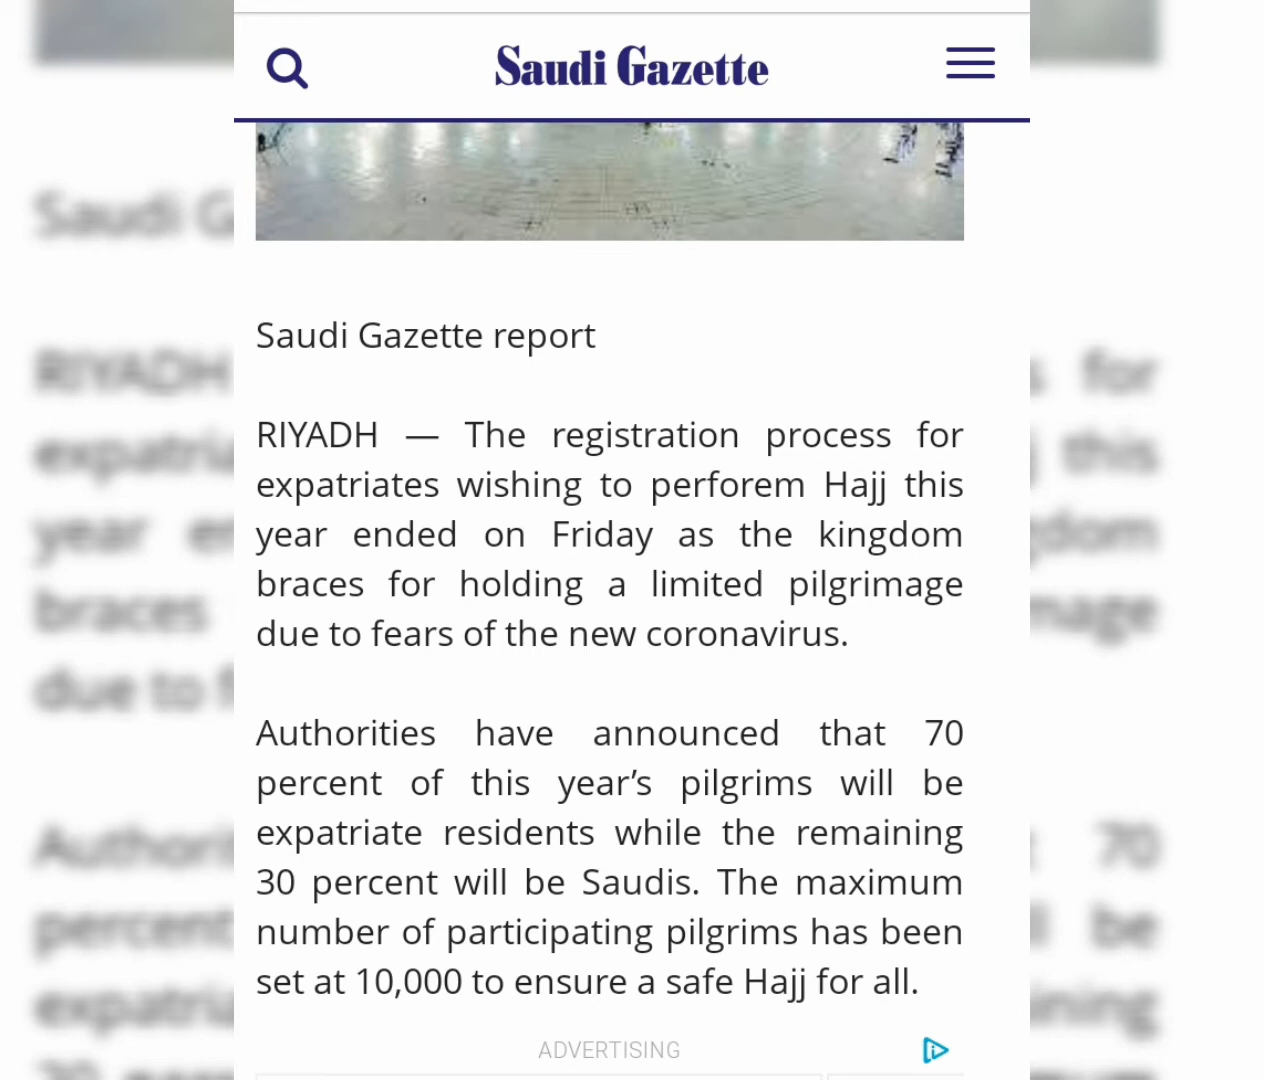 Saudi Gazette
Saudi Gazette report
RIYADH — The registration process for
expatriates wishing to perforem Hajj this
year ended on Friday as the kingdom
braces for holding a limited pilgrimage
due to fears of the new coronavirus.
Authorities have announced that 70
percent of this year’s pilgrims will be
expatriate residents while the remaining
30 percent will be Saudis. The maximum
number of participating pilgrims has been
set at 10,000 to ensure a safe Hajj for all.
ADVERTISING